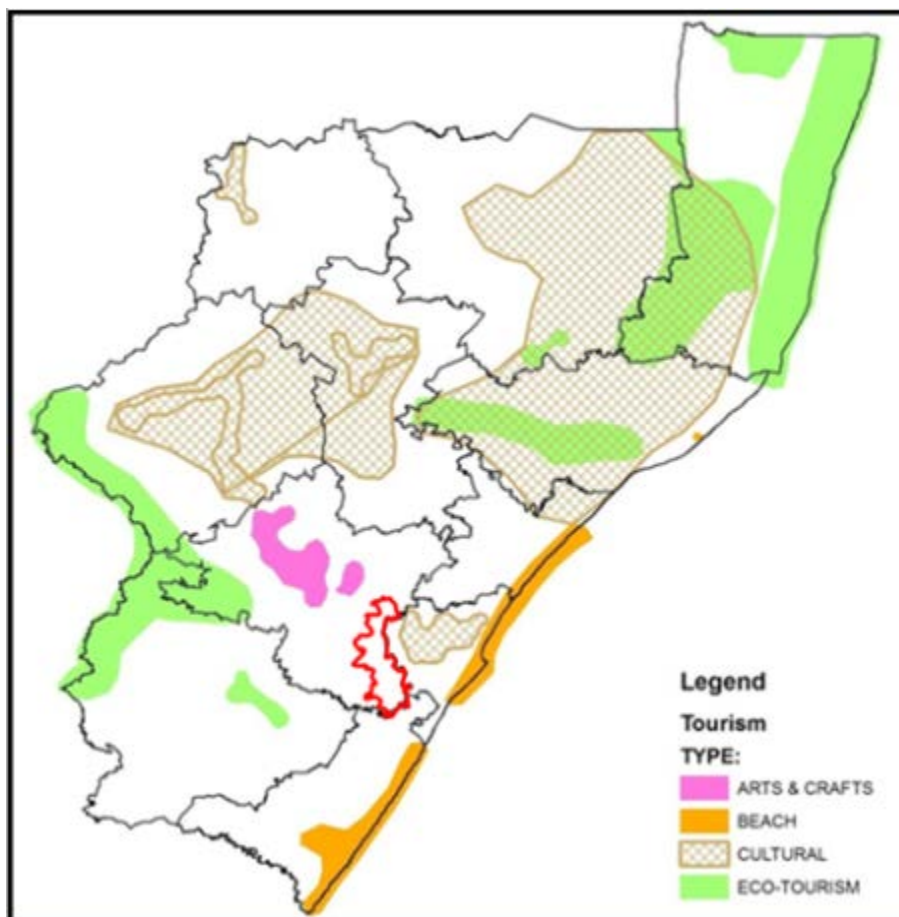 Legend
Tourism
TYPE:
ARTS & CRAFTS
BEACH
CULTURAL
ECO-TOURISM